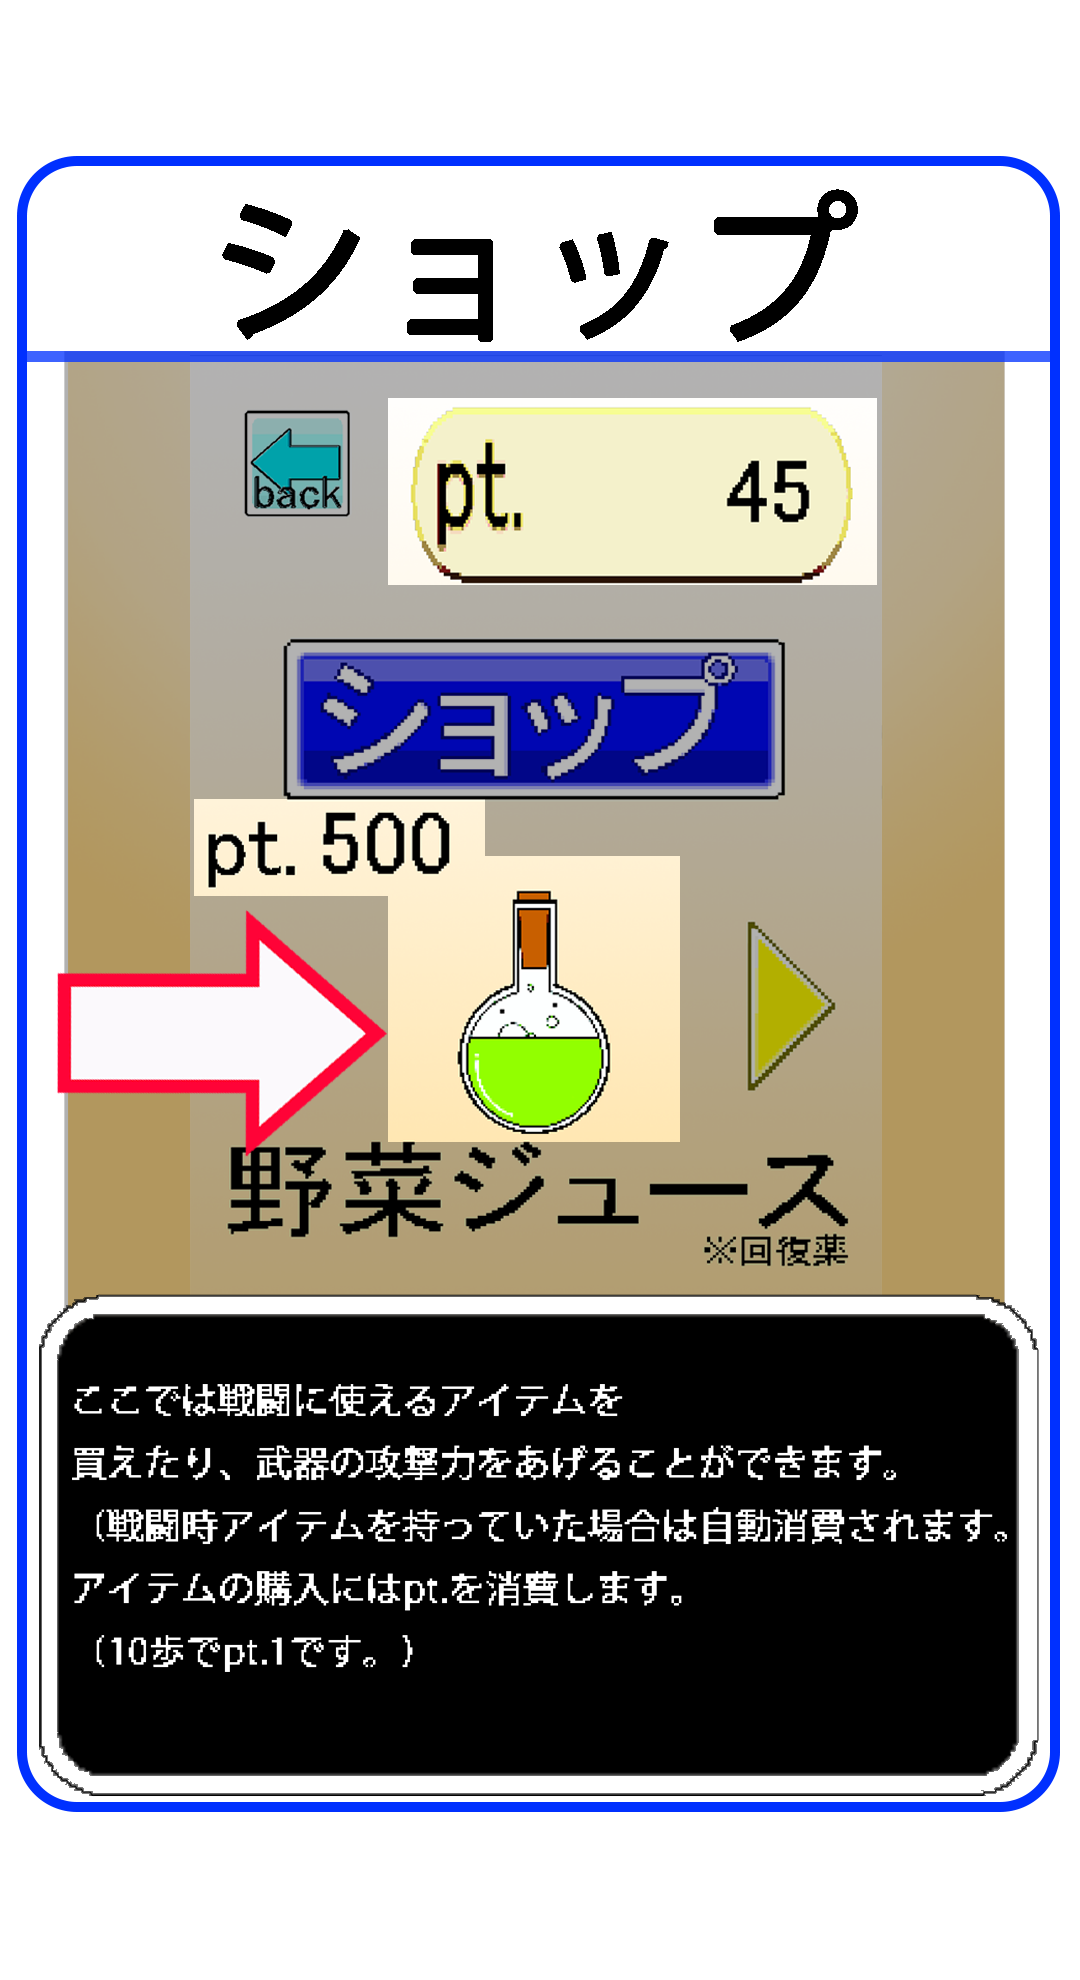 ショップ
back
pt. 45
ショップ
pt. 500
野菜ジュース
※回復薬
ここでは戦闘に使えるアイテムを
買えたり、武器の攻撃力をあげることができます。
（戦闘時アイテムを持っていた場合は自動消費されます。
アイテムの購入にはpt.を消費します。
（10歩でpt.1です。）